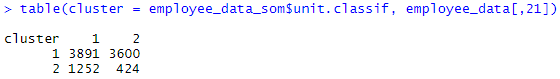 > table(cluster = employee_data_som$unit.classif, employee_data[,21])
cluster    1    2
      1 3891 3600
      2 1252  424